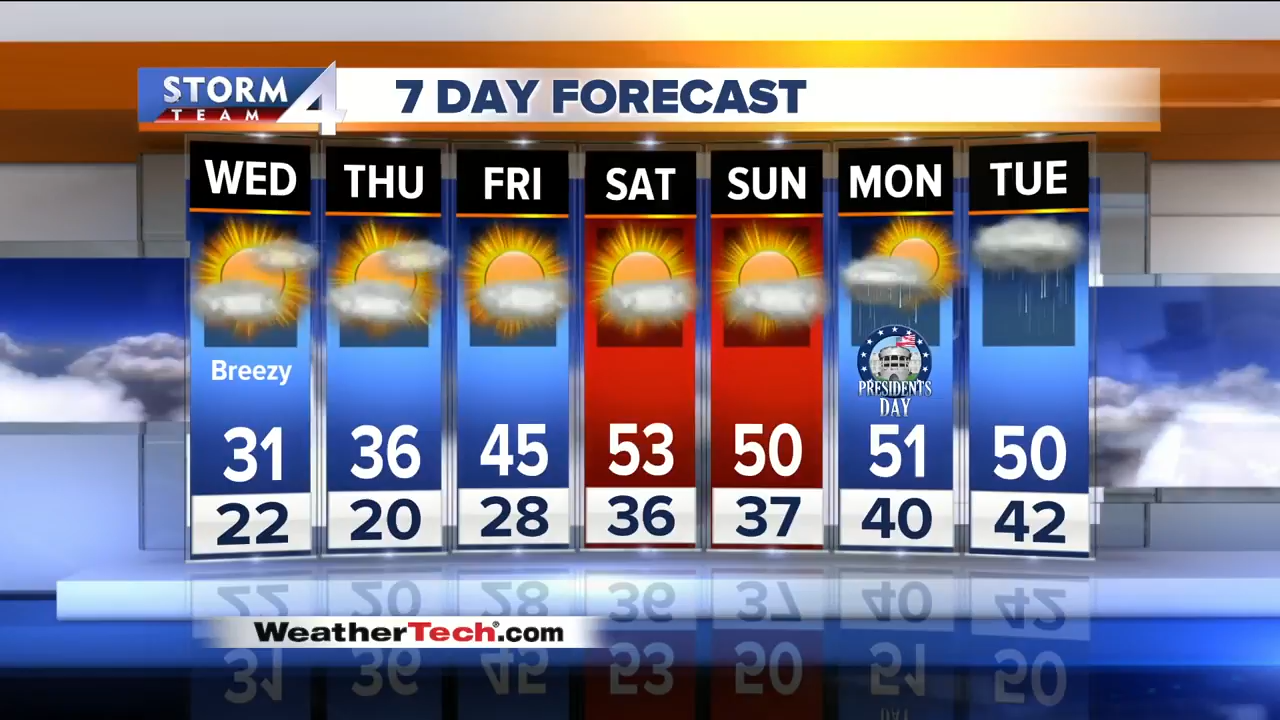 STORM
TEAM
4
7 DAY FORECAST
WED THU FRI SAT SUN MON TUE
Breezy
PRESIDENTS
DAY
31 36 45 53 50 51 50
22 20 28 36 37 40 42
WeatherTech®.com